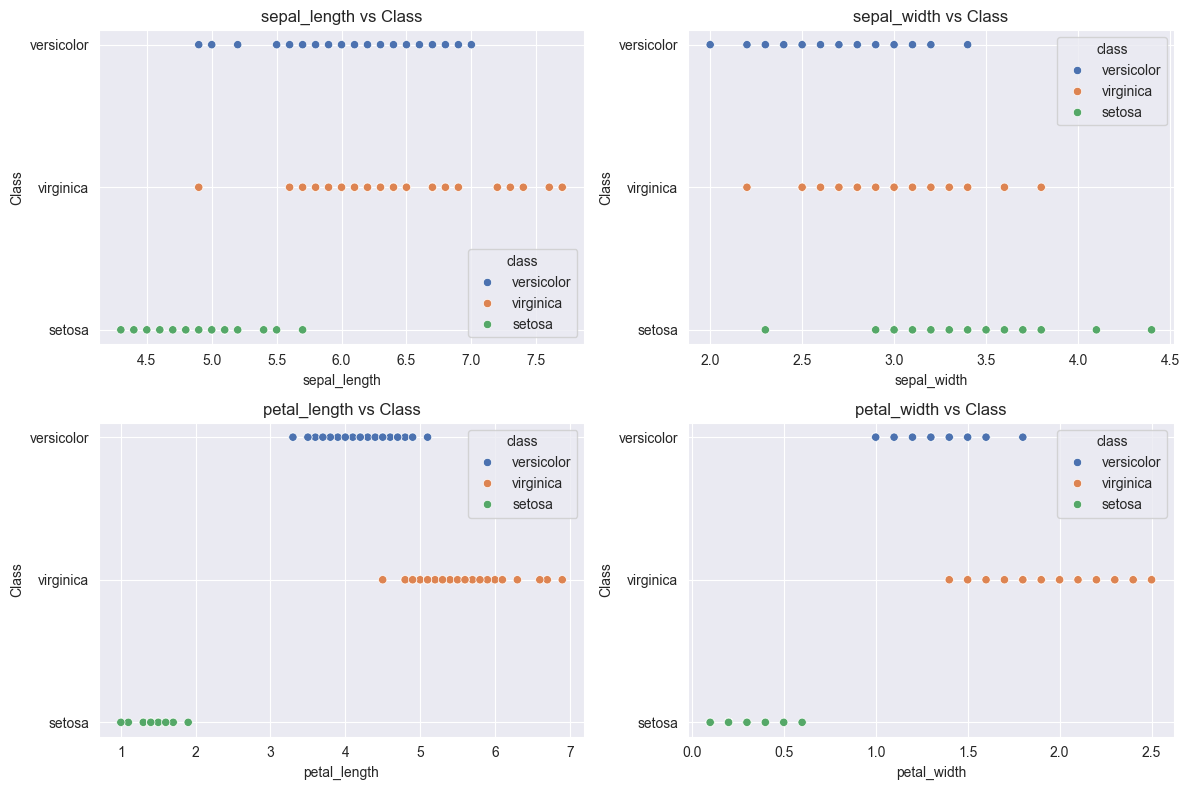 sepal_length vs Class
versicolor
virginica
setosa
Class
4.5 5.0 5.5 6.0 6.5 7.0 7.5
sepal_length
class
versicolor
virginica
setosa
sepal_width vs Class
versicolor
virginica
setosa
Class
2.0 2.5 3.0 3.5 4.0 4.5
sepal_width
class
versicolor
virginica
setosa
petal_length vs Class
versicolor
virginica
setosa
Class
1 2 3 4 5 6 7
petal_length
class
versicolor
virginica
setosa
petal_width vs Class
versicolor
virginica
setosa
Class
0.0 0.5 1.0 1.5 2.0 2.5
petal_width
class
versicolor
virginica
setosa